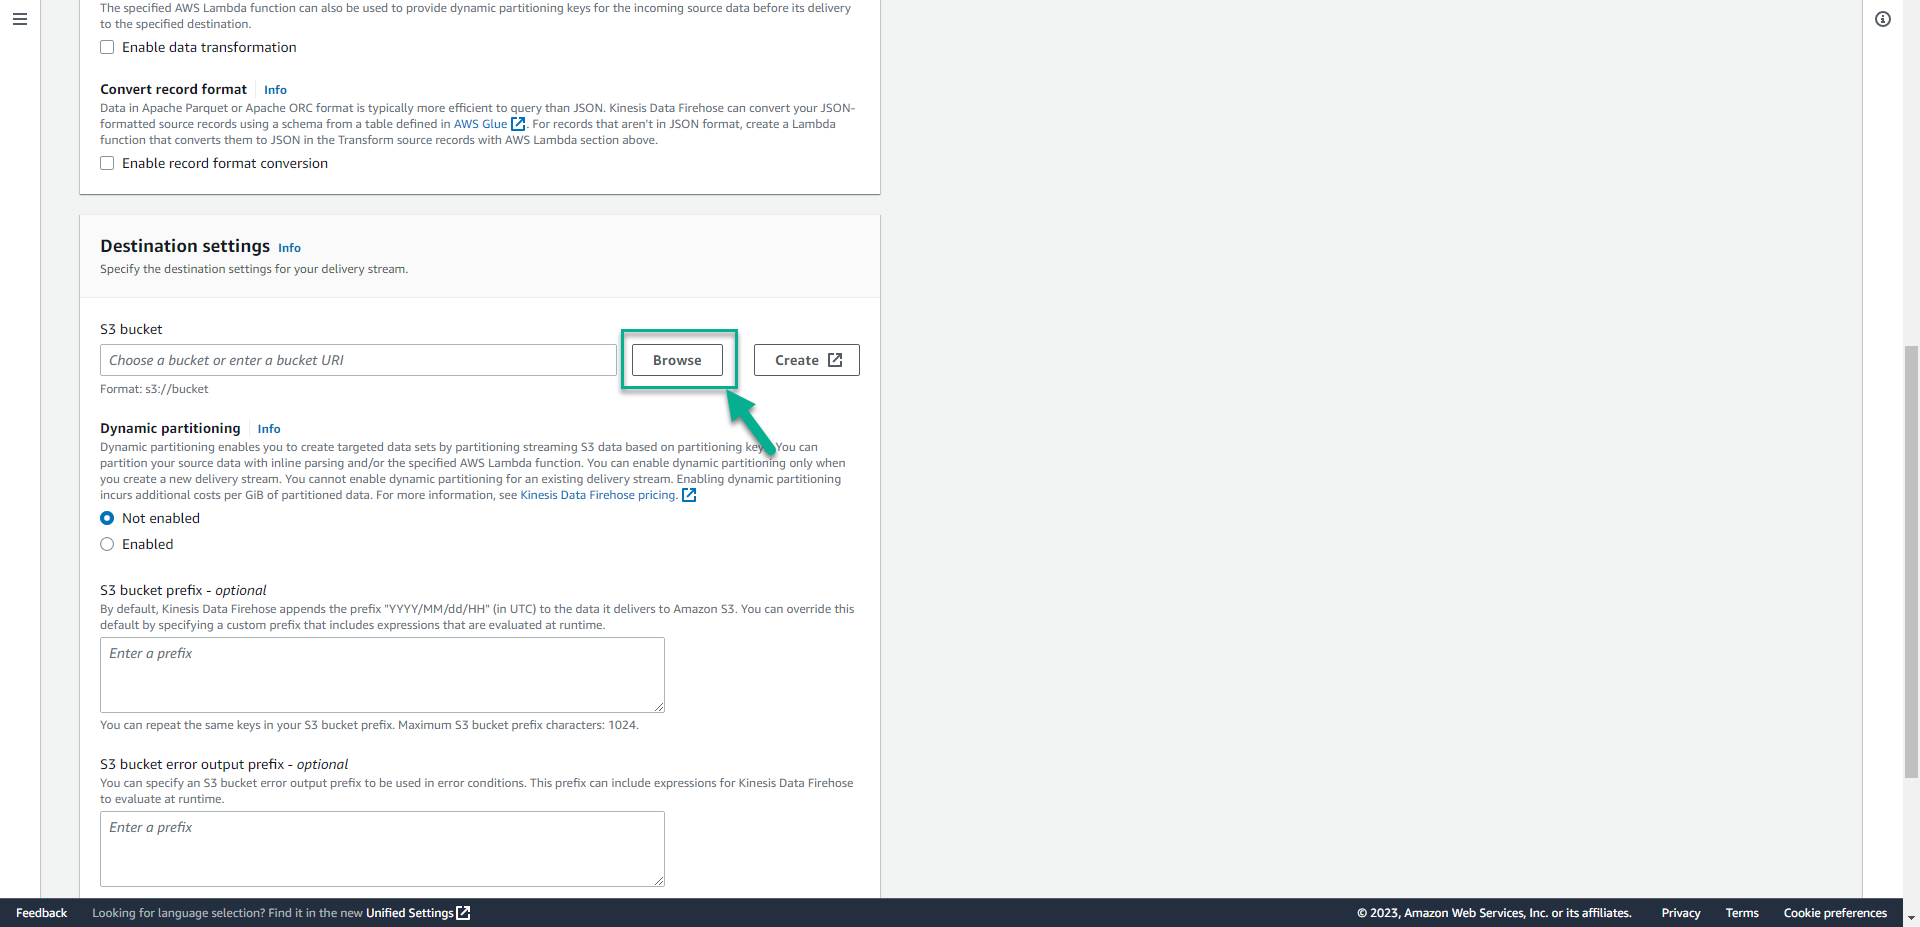 The specified AWS Lambda function can also be used to provide dynamic partitioning keys for the incoming source data before its delivery
to the specified destination.
Enable data transformation
Convert record format Info
Data in Apache Parquet or Apache ORC format is typically more efficient to query than JSON. Kinesis Data Firehose can convert your JSON-
formatted source records using a schema from a table defined in AWS Glue. For records that aren't in JSON format, create a Lambda
function that converts them to JSON in the Transform source records with AWS Lambda section above.
Enable record format conversion
Destination settings Info
Specify the destination settings for your delivery stream.
S3 bucket
Choose a bucket or enter a bucket URI Browse Create
Format: s3://bucket
Dynamic partitioning Info
Dynamic partitioning enables you to create targeted data sets by partitioning streaming S3 data based on partitioning key You can
partition your source data with inline parsing and/or the specified AWS Lambda function. You can enable dynamic partitioning only when
you create a new delivery stream. You cannot enable dynamic partitioning for an existing delivery stream. Enabling dynamic partitioning
incurs additional costs per GiB of partitioned data. For more information, see Kinesis Data Firehose pricing.
Not enabled
Enabled
S3 bucket prefix - optional
By default, Kinesis Data Firehose appends the prefix "YYYY/MM/dd/HH" (in UTC) to the data it delivers to Amazon S3. You can override this
default by specifying a custom prefix that includes expressions that are evaluated at runtime.
Enter a prefix
You can repeat the same keys in your S3 bucket prefix. Maximum S3 bucket prefix characters: 1024.
S3 bucket error output prefix - optional
You can specify an S3 bucket error output prefix to be used in error conditions. This prefix can include expressions for Kinesis Data Firehose
to evaluate at runtime.
Enter a prefix
Feedback Looking for language selection? Find it in the new Unified Settings © 2023, Amazon Web Services, Inc. or its affiliates. Privacy Terms Cookie preferences